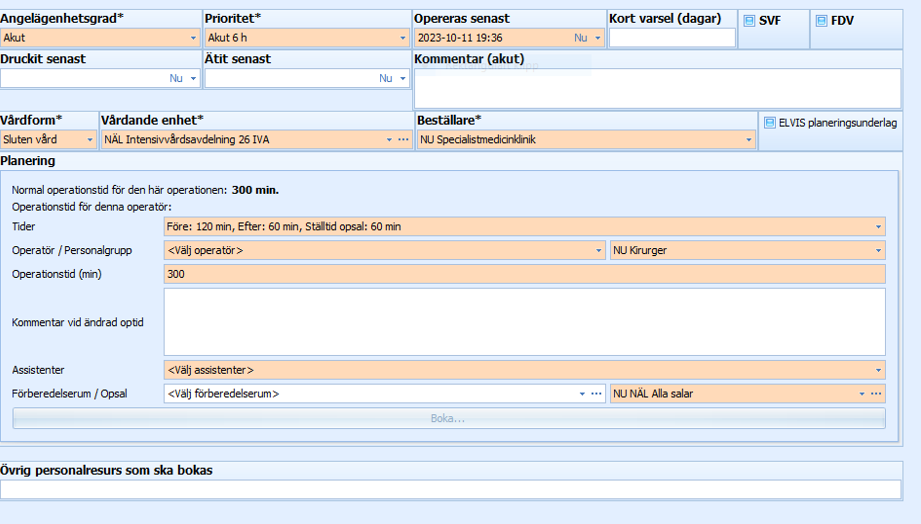 Angelägenhetsgrad* Prioritet* Opereras senast Kort varsel (dagar) SVF FDV
Akut Akut 6 h 2023-10-11 19:36 Nu
Druckit senast Ätit senast Kommentar (akut)
Nu Nu
Vårdform* Vårdande enhet* Beställare* ELVIS planeringsunderlag
Sluten vård NÄL Intensivvårdsavdelning 26 IVA NU Specialistmedicinklinik
Planering
Normal operationstid för den här operationen: 300 min.
Operationstid för denna operatör:
Tider Före: 120 min, Efter: 60 min, Ställtid opsal: 60 min
Operatör / Personalgrupp <Välj operatör> NU Kirurger
Operationstid (min) 300
Kommentar vid ändrad optid
Assistenter <Välj assistenter>
Förberedelserum / Opsal <Välj förberedelserum> NU NÄL Alla salar
Boka...
Övrig personalresurs som ska bokas